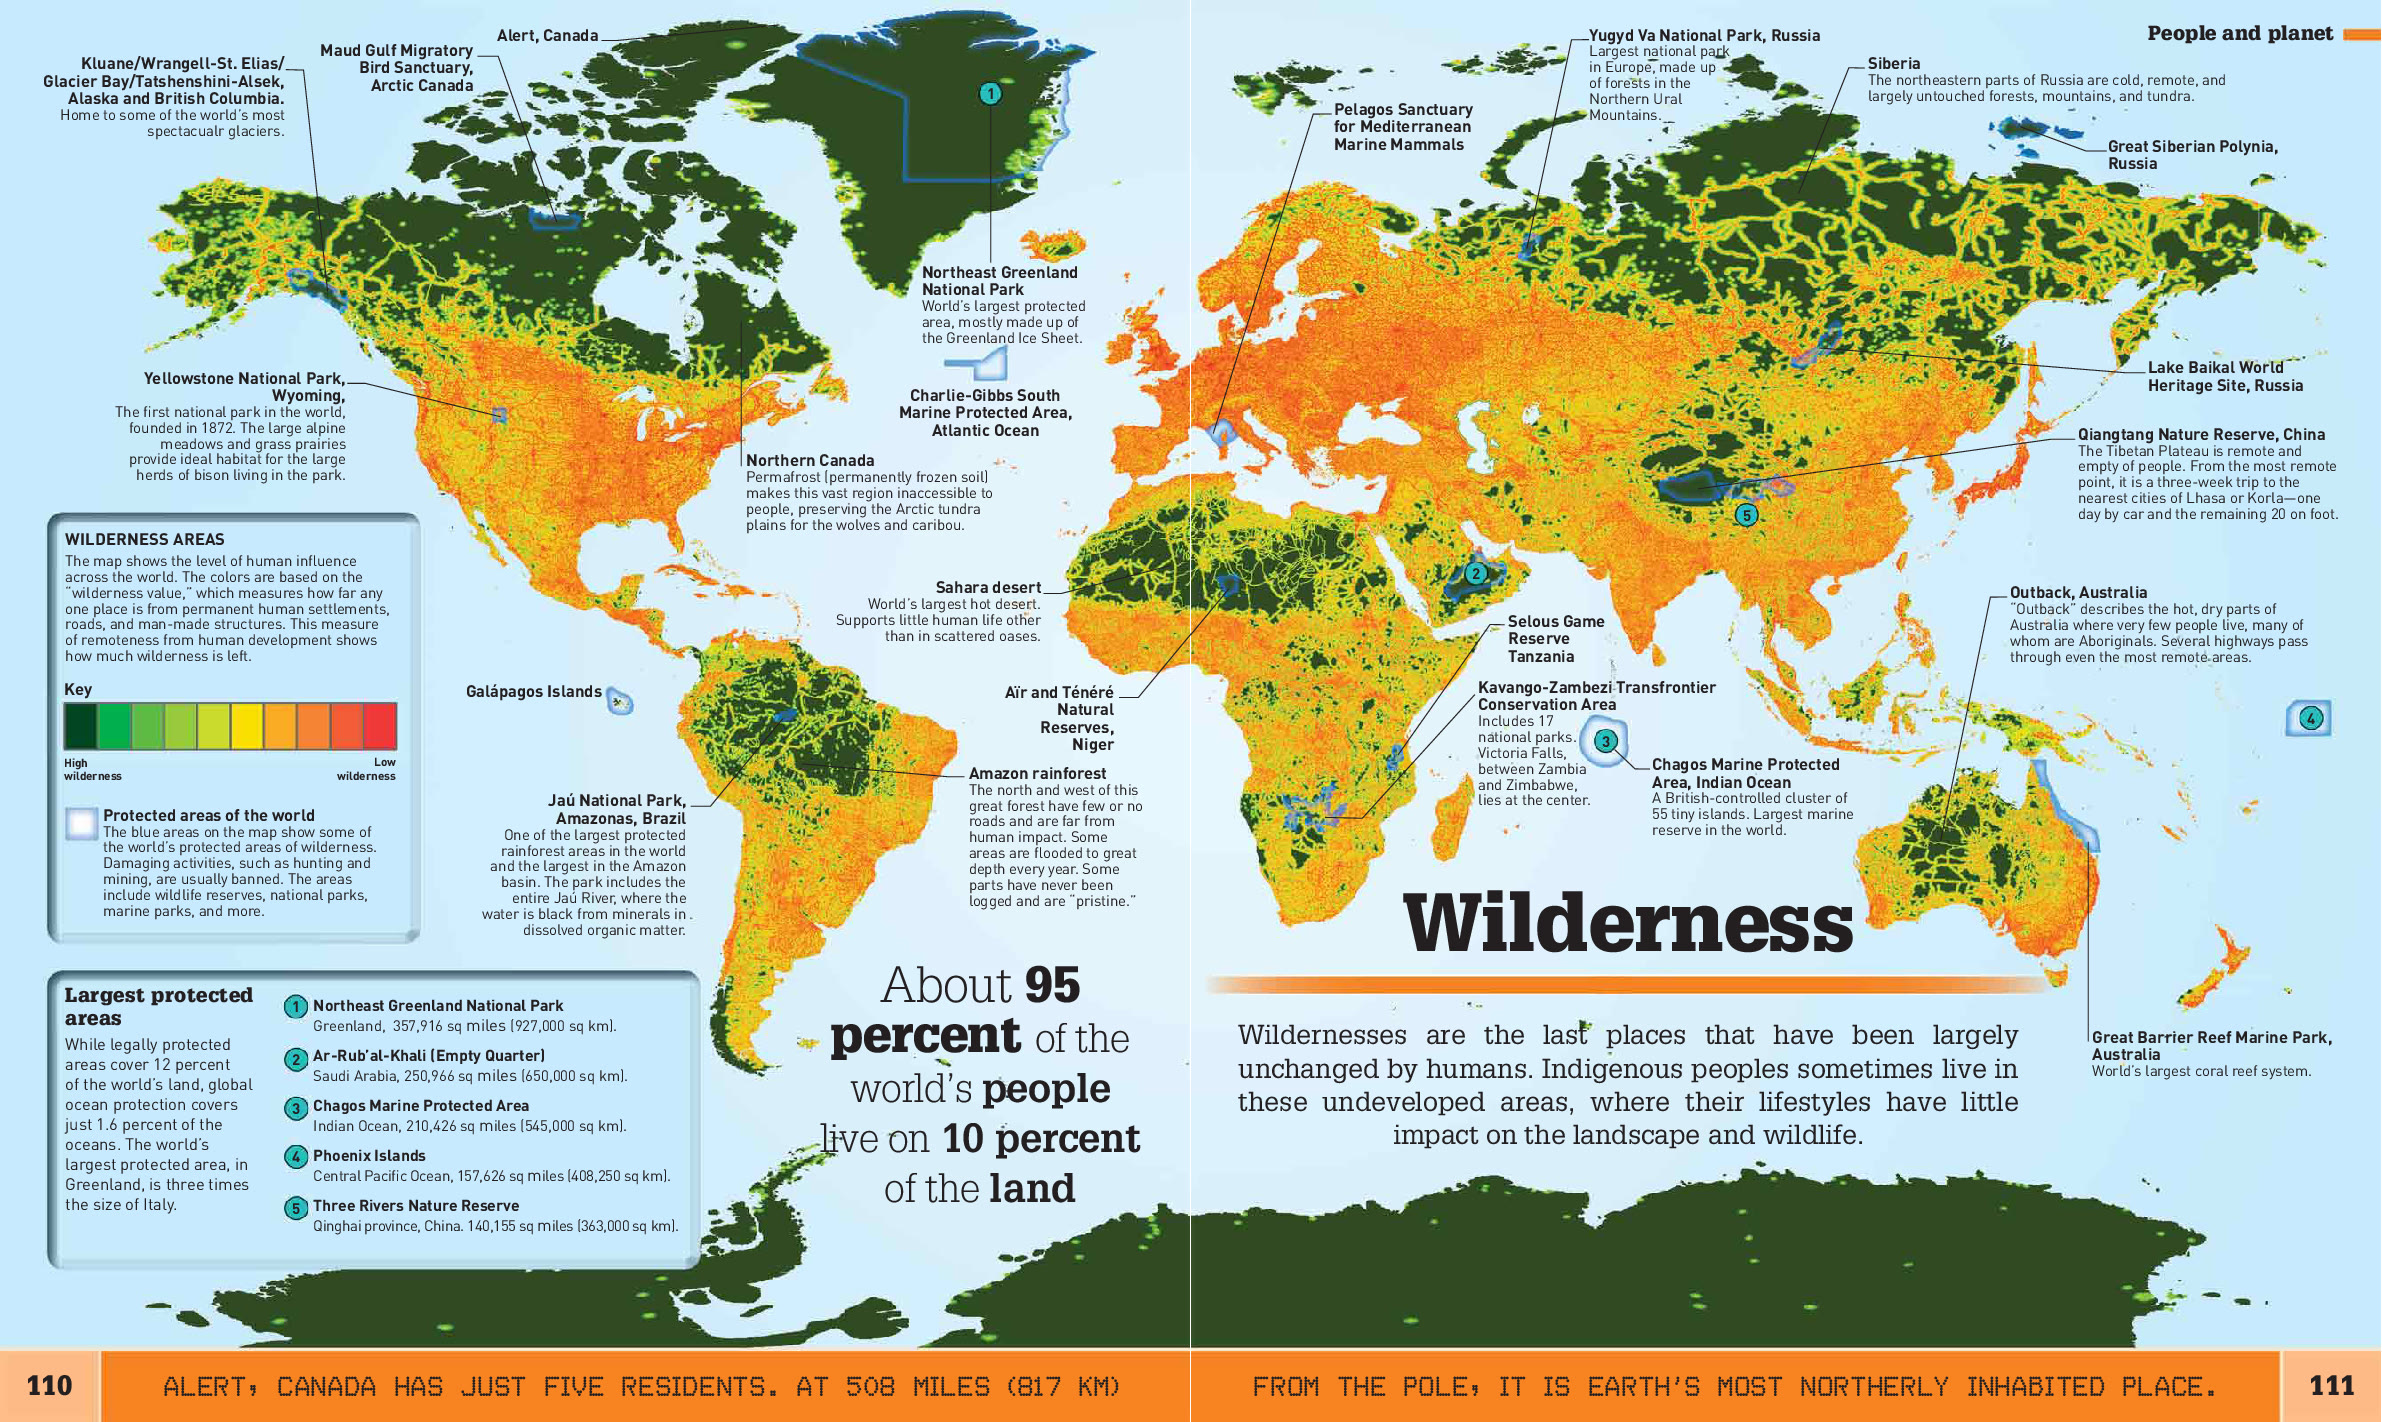 People and planet
Alert, Canada
Maud Gulf Migratory
Bird Sanctuary,
Arctic Canada
Kluane/Wrangell-St. Elias/
Glacier Bay/Tatshenshini-Alsek,
Alaska and British Columbia.
Home to some of the world's most
spectacualr glaciers.
Yellowstone National Park,
Wyoming,
The first national park in the world,
founded in 1872. The large alpine
meadows and grass prairies
provide ideal habitat for the large
herds of bison living in the park.
1
Northeast Greenland
National Park
World's largest protected
area, mostly made up of
the Greenland Ice Sheet.
Charlie-Gibbs South
Marine Protected Area,
Atlantic Ocean
Northern Canada
Permafrost (permanently frozen soil)
makes this vast region inaccessible to
people, preserving the Arctic tundra
plains for the wolves and caribou.
Yugyd Va National Park, Russia
Largest national park
in Europe, made up
of forests in the
Northern Ural
Mountains.
Pelagos Sanctuary
for Mediterranean
Marine Mammals
Siberia
The northeastern parts of Russia are cold, remote, and
largely untouched forests, mountains, and tundra.
Great Siberian Polynia,
Russia
Lake Baikal World
Heritage Site, Russia
Qiangtang Nature Reserve, China
The Tibetan Plateau is remote and
empty of people. From the most remote
point, it is a three-week trip to the
nearest cities of Lhasa or Korla—one
day by car and the remaining 20 on foot.
5
2
WILDERNESS AREAS
The map shows the level of human influence
across the world. The colors are based on the
"wilderness value," which measures how far any
one place is from permanent human settlements,
roads, and man-made structures. This measure
of remoteness from human development shows
how much wilderness is left.
Key
High
wilderness
Low
wilderness
Protected areas of the world
The blue areas on the map show some of
the world's protected areas of wilderness.
Damaging activities, such as hunting and
mining, are usually banned. The areas
include wildlife reserves, national parks,
marine parks, and more.
Sahara desert
World's largest hot desert.
Supports little human life other
than in scattered oases.
Galápagos Islands
Aïr and Ténéré
Natural
Reserves,
Niger
Jaú National Park,
Amazonas, Brazil
One of the largest protected
rainforest areas in the world
and the largest in the Amazon
basin. The park includes the
entire Jaú River, where the
water is black from minerals in
dissolved organic matter.
Amazon rainforest
The north and west of this
great forest have few or no
roads and are far from
human impact. Some
areas are flooded to great
depth every year. Some
parts have never been
logged and are "pristine."
Selous Game
Reserve
Tanzania
Kavango-Zambezi Transfrontier
Conservation Area
Includes 17
national parks.
Victoria Falls,
between Zambia
and Zimbabwe,
lies at the center.
3
Chagos Marine Protected
Area, Indian Ocean
A British-controlled cluster of
55 tiny islands. Largest marine
reserve in the world.
Outback, Australia
"Outback" describes the hot, dry parts of
Australia where very few people live, many of
whom are Aboriginals. Several highways pass
through even the most remote areas.
4
Great Barrier Reef Marine Park,
Australia
World's largest coral reef system.
Largest protected
areas
While legally protected
areas cover 12 percent
of the world's land, global
ocean protection covers
just 1.6 percent of the
oceans. The world's
largest protected area, in
Greenland, is three times
the size of Italy.
1 Northeast Greenland National Park
Greenland, 357,916 sq miles (927,000 sq km).
2 Ar-Rub'al-Khali (Empty Quarter)
Saudi Arabia, 250,966 sq miles (650,000 sq km).
3 Chagos Marine Protected Area
Indian Ocean, 210,426 sq miles (545,000 sq km).
4 Phoenix Islands
Central Pacific Ocean, 157,626 sq miles (408,250 sq km).
5 Three Rivers Nature Reserve
Qinghai province, China. 140,155 sq miles (363,000 sq km).
About 95
percent of the
world's people
live on 10 percent
of the land
Wilderness
Wildernesses are the last places that have been largely
unchanged by humans. Indigenous peoples sometimes live in
these undeveloped areas, where their lifestyles have little
impact on the landscape and wildlife.
110
ALERT, CANADA HAS JUST FIVE RESIDENTS. AT 508 MILES (817 KM)
FROM THE POLE, IT IS EARTH'S MOST NORTHERLY INHABITED PLACE.
111